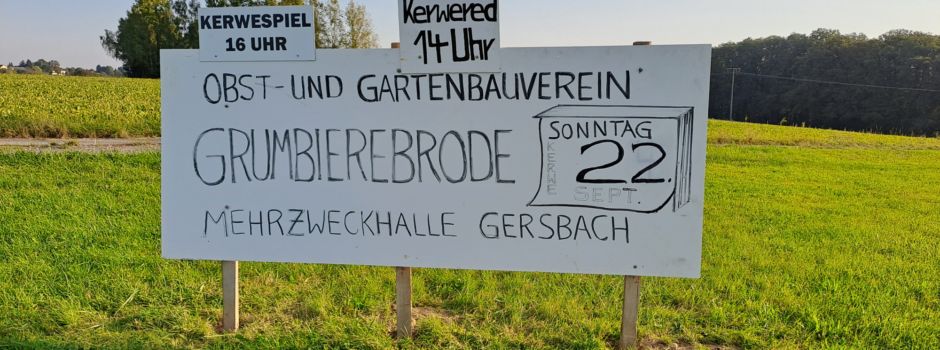 KERWESPIEL
16 UHR
Kerwered
14 Uhr
OBST- UND GARTENBAUVEREIN
GRUMBIEREBRODE
SONNTAG
KERWE
22.
SEPT.
MEHRZWECKHALLE GERSBACH